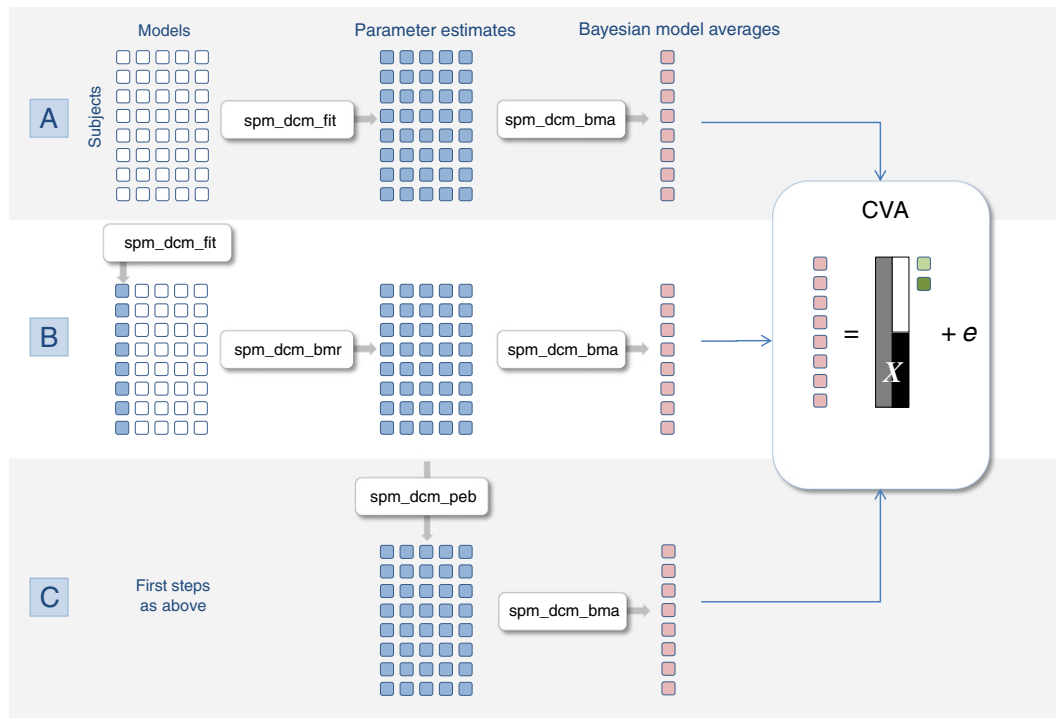 Models
Parameter estimates
Bayesian model averages
Subjects
A
spm_dcm_fit
spm_dcm_bma
CVA
= X + e
spm_dcm_fit
B
spm_dcm_bmr
spm_dcm_bma
spm_dcm_peb
C
First steps
as above
spm_dcm_bma